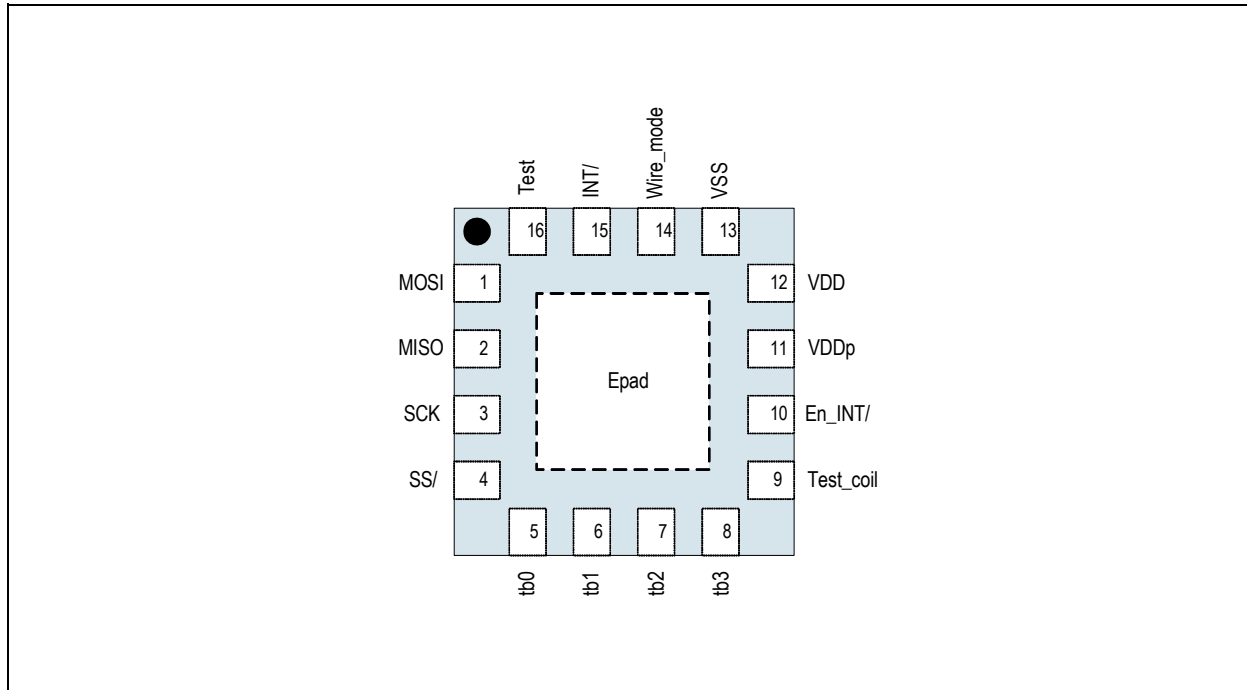 Test
INT/
Wire_mode
VSS
16
15
14
13
MOSI 1
12 VDD
MISO 2
11 VDDp
Epad
SCK 3
10 En_INT/
SS/ 4
9 Test_coil
5
6
7
8
tb0
tb1
tb2
tb3